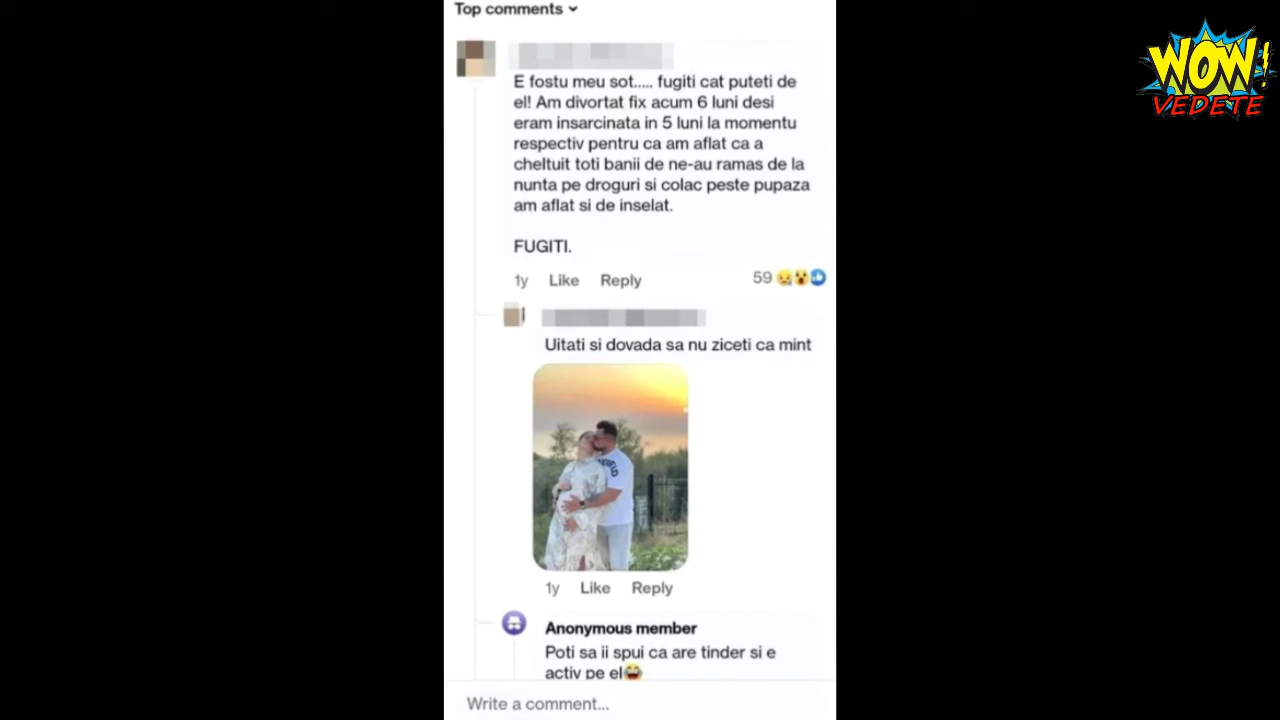 Top comments
WOW!
VEDETE
E fostu meu sot..... fugiti cat puteti de
el! Am divortat fix acum 6 luni desi
eram insarcinata in 5 luni la momentu
respectiv pentru ca am aflat ca a
cheltuit toti banii de ne-au ramas de la
nunta pe droguri si colac peste pupaza
am aflat si de inselat.
FUGITI.
1y Like Reply 59
Uitati si dovada sa nu ziceti ca mint
1y Like Reply
Anonymous member
Poti sa ii spui ca are tinder si e
activ pe el😂
Write a comment...